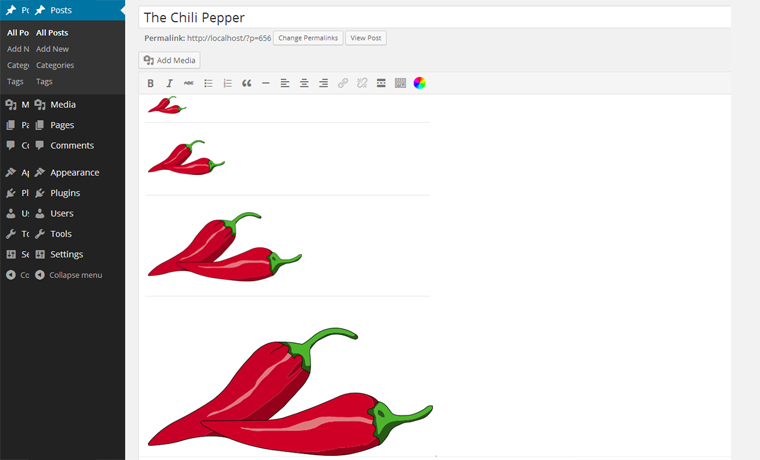 Po
Posts
All Po
All Posts
Add N
Add New
Categ
Categories
Tags
Tags
M
Media
Pa
Pages
Co
Comments
Ap
Appearance
Pl
Plugins
Us
Users
To
Tools
Se
Settings
Co
Collapse menu
The Chili Pepper
Permalink: http://localhost/?p=656 Change Permalinks View Post
Add Media
B I ABC